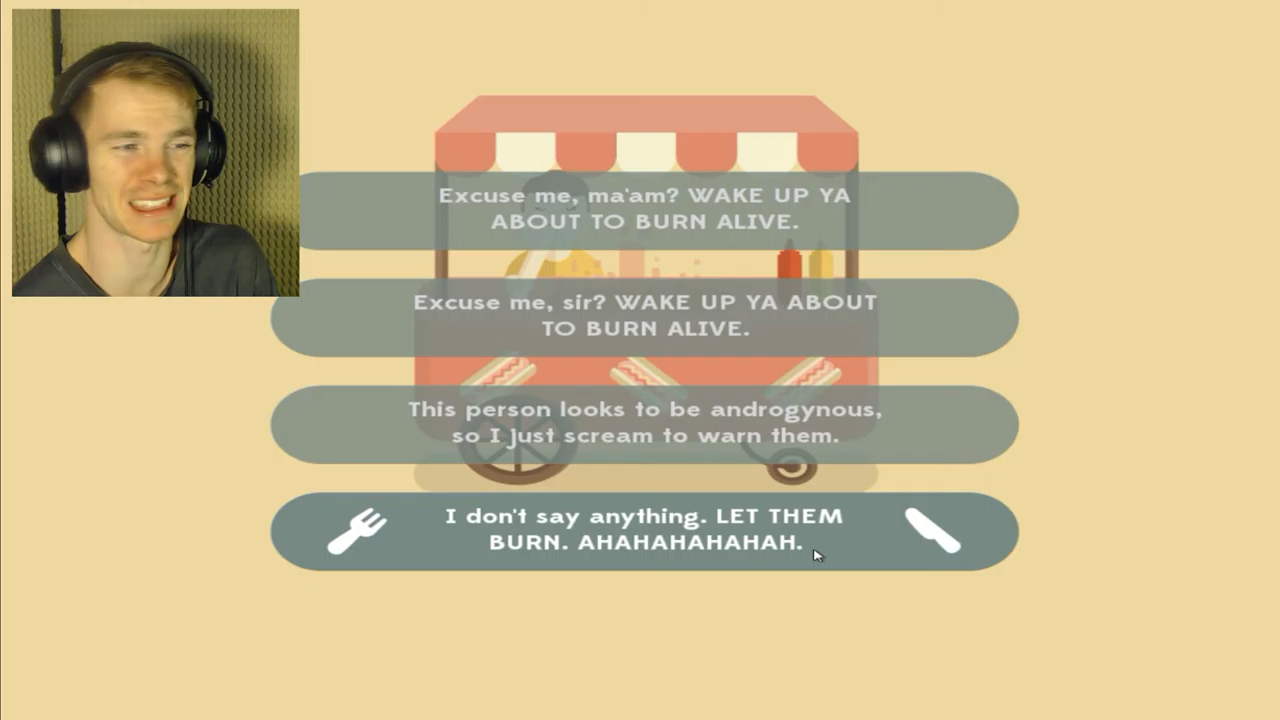 Excuse me, ma'am? WAKE UP YA
ABOUT TO BURN ALIVE.
Excuse me, sir? WAKE UP YA ABOUT
TO BURN ALIVE.
This person looks to be androgynous,
so I just scream to warn them.
I don't say anything. LET THEM
BURN. AHAHAHAHAHAH.